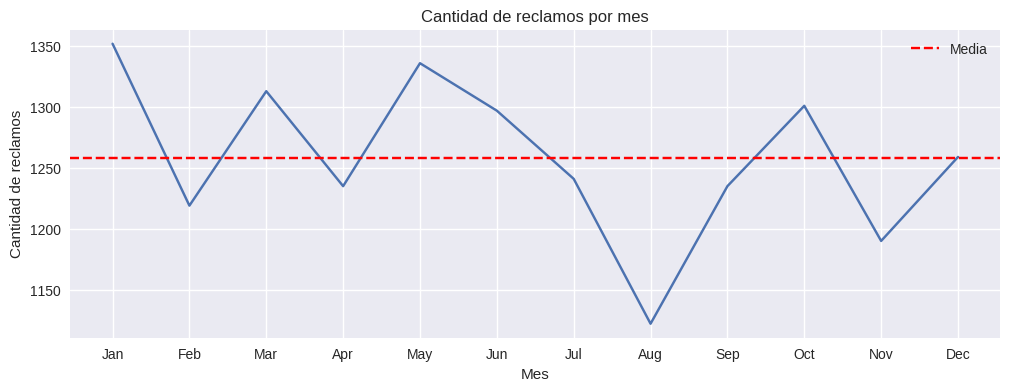 Cantidad de reclamos por mes
Cantidad de reclamos
1350
1300
1250
1200
1150
Media
Jan Feb Mar Apr May Jun Jul Aug Sep Oct Nov Dec
Mes